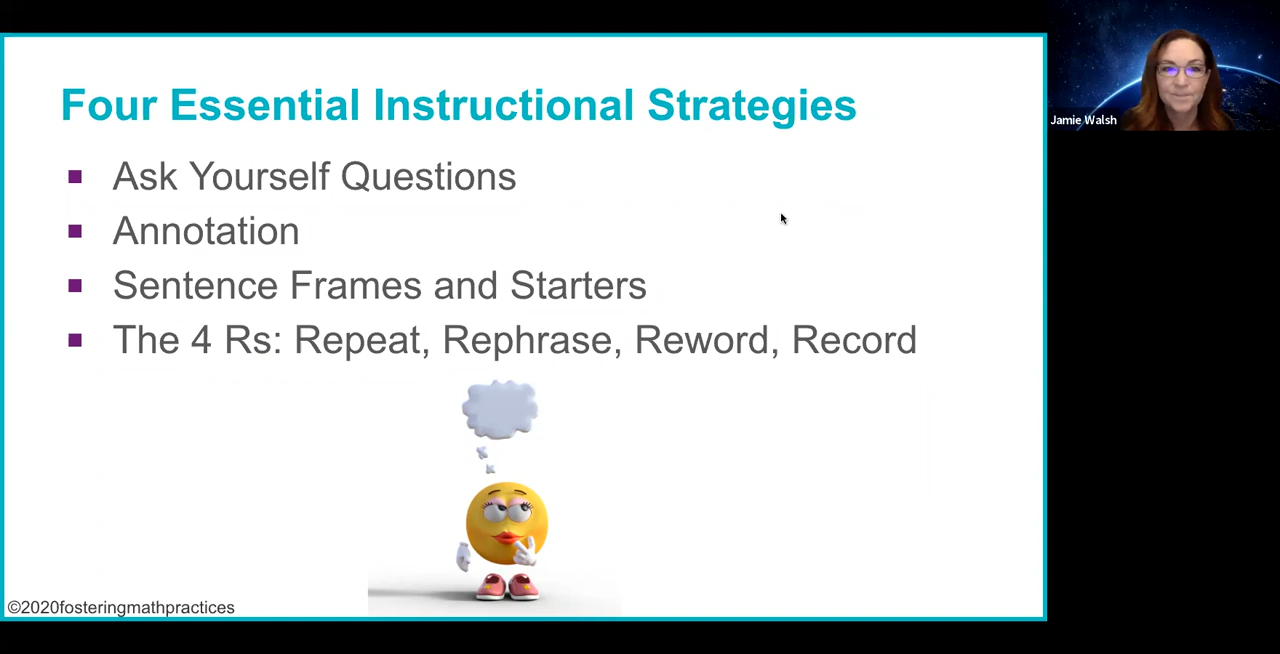 Four Essential Instructional Strategies
Ask Yourself Questions
Annotation
Sentence Frames and Starters
The 4 Rs: Repeat, Rephrase, Reword, Record
©2020fosteringmathpractices
Jamie Walsh